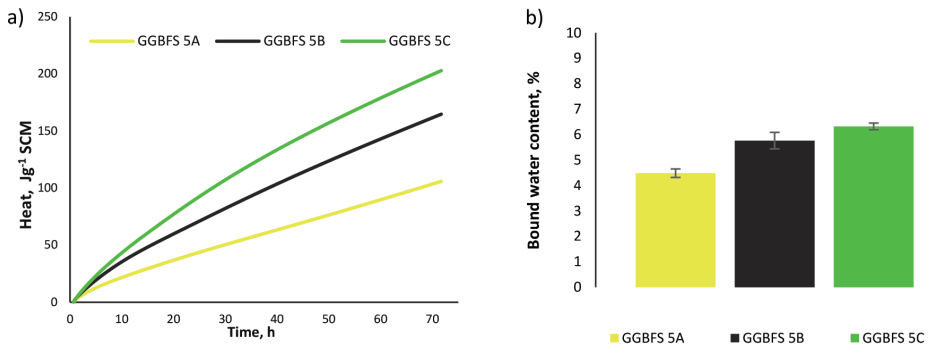 a)
250
200
150
100
50
0
Heat, Jg⁻¹ SCM
GGBFS 5A GGBFS 5B GGBFS 5C
0 10 20 30 40 50 60 70
Time, h
b)
10
9
8
7
6
5
4
3
2
1
0
Bound water content, %
GGBFS 5A GGBFS 5B GGBFS 5C